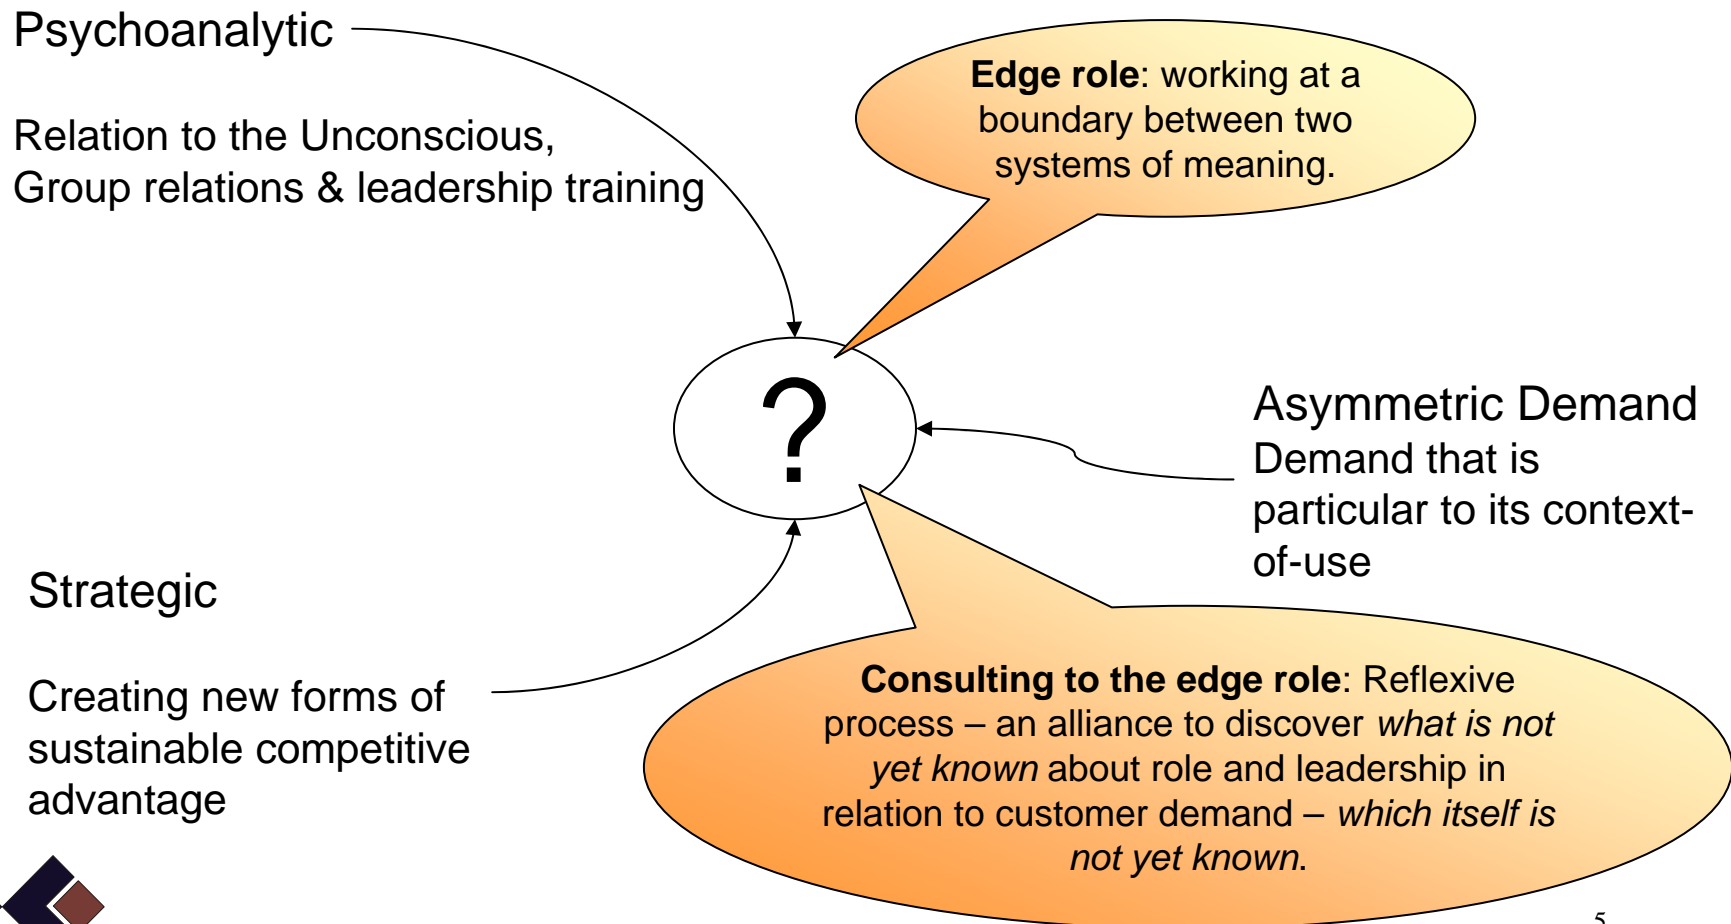 Psychoanalytic
Relation to the Unconscious,
Group relations & leadership training
Edge role: working at a
boundary between two
systems of meaning.
?
Asymmetric Demand
Demand that is
particular to its context-
of-use
Strategic
Creating new forms of
sustainable competitive
advantage
Consulting to the edge role: Reflexive
process – an alliance to discover what is not
yet known about role and leadership in
relation to customer demand – which itself is
not yet known.
5